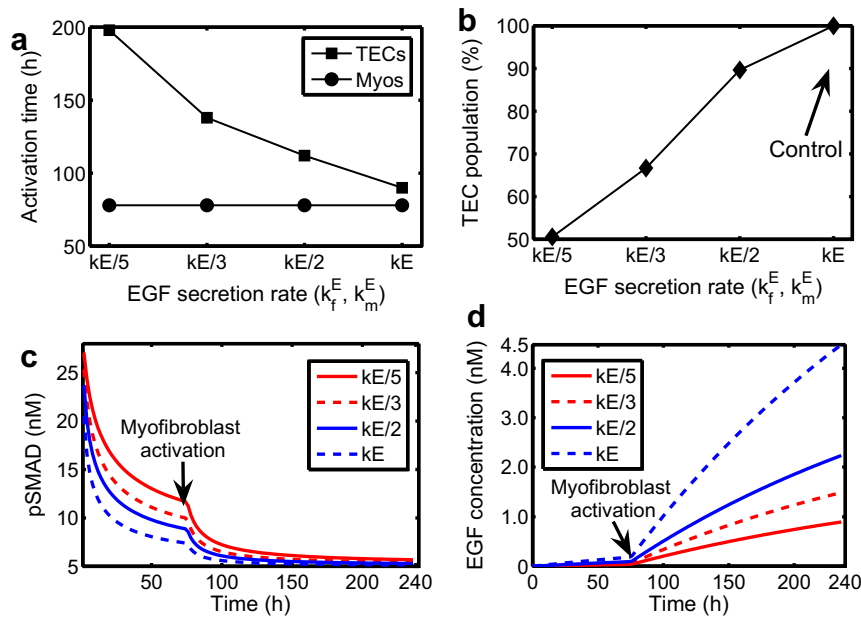 a
200
150
100
50
Activation time (h)
TECs
Myos
kE/5 kE/3 kE/2 kE
EGF secretion rate (k_f^E, k_m^E)
b
100
90
80
70
60
50
TEC population (%)
Control
kE/5 kE/3 kE/2 kE
EGF secretion rate (k_f^E, k_m^E)
c
25
20
15
10
5
pSMAD (nM)
kE/5
kE/3
kE/2
kE
Myofibroblast
activation
50 100 150 200 240
Time (h)
d
4.5
4.0
3.0
2.0
1.0
0
EGF concentration (nM)
kE/5
kE/3
kE/2
kE
Myofibroblast
activation
0 50 100 150 200 240
Time (h)